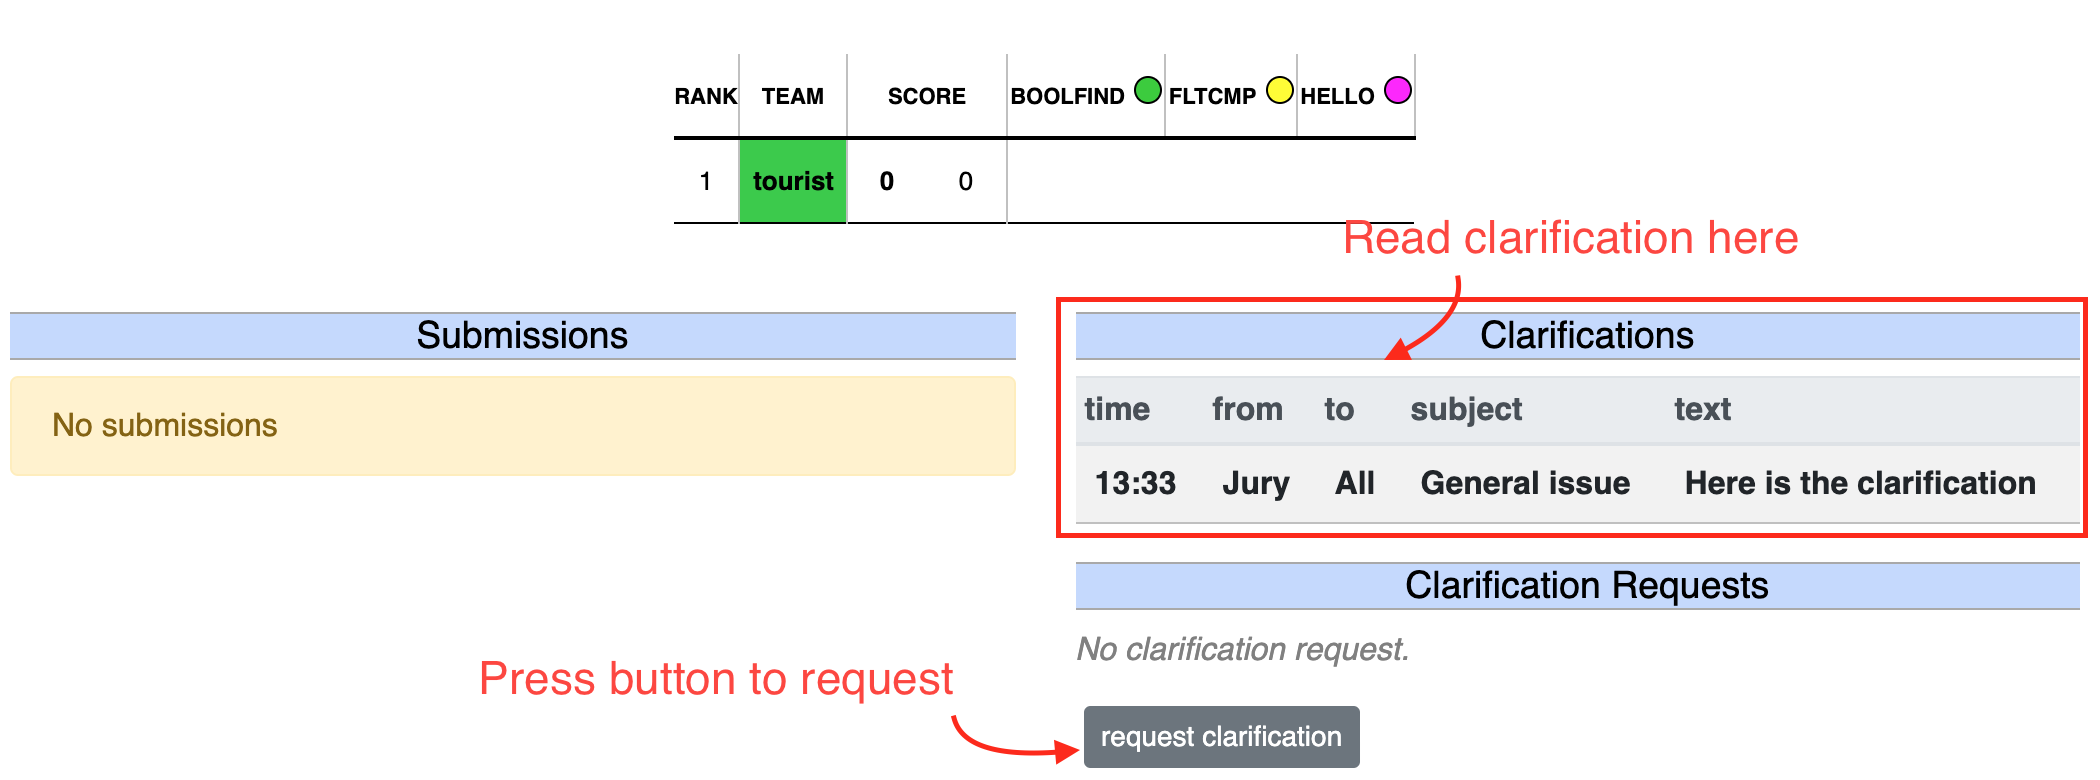 RANK TEAM SCORE BOOLFIND FLTCMP HELLO
1 tourist 0 0
Read clarification here
Submissions
No submissions
Clarifications
time from to subject text
13:33 Jury All General issue Here is the clarification
Clarification Requests
No clarification request.
Press button to request
request clarification